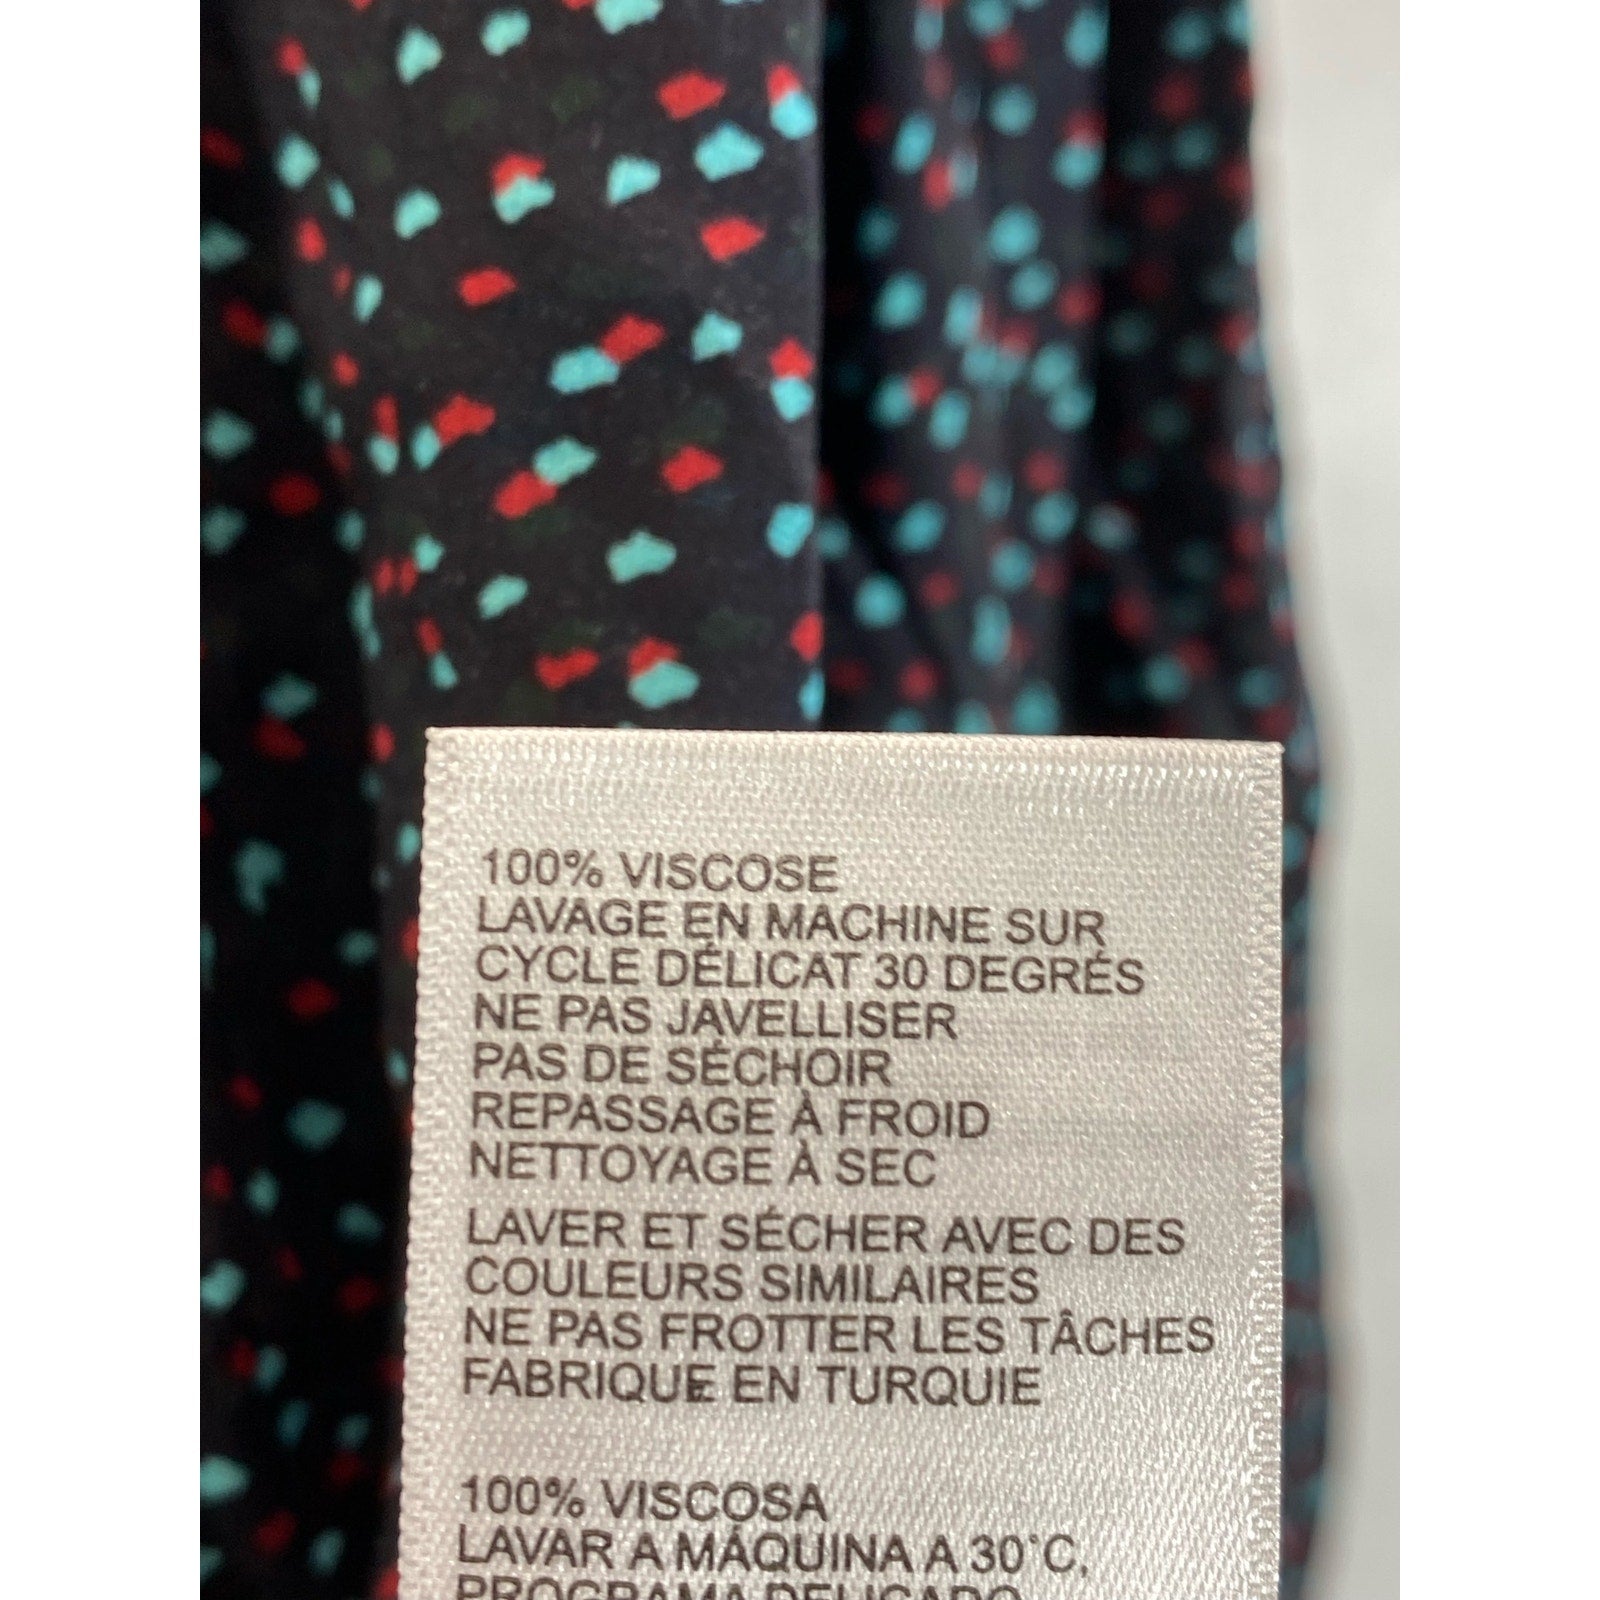 100% VISCOSE
LAVAGE EN MACHINE SUR
CYCLE DÉLICAT 30 DEGRÉS
NE PAS JAVELLISER
PAS DE SÉCHOIR
REPASSAGE À FROID
NETTOYAGE À SEC
LAVER ET SÉCHER AVEC DES
COULEURS SIMILAIRES
NE PAS FROTTER LES TÂCHES
FABRIQUE EN TURQUIE
100% VISCOSA
LAVAR A MÁQUINA A 30°C,
PROGRAMA DELICADO